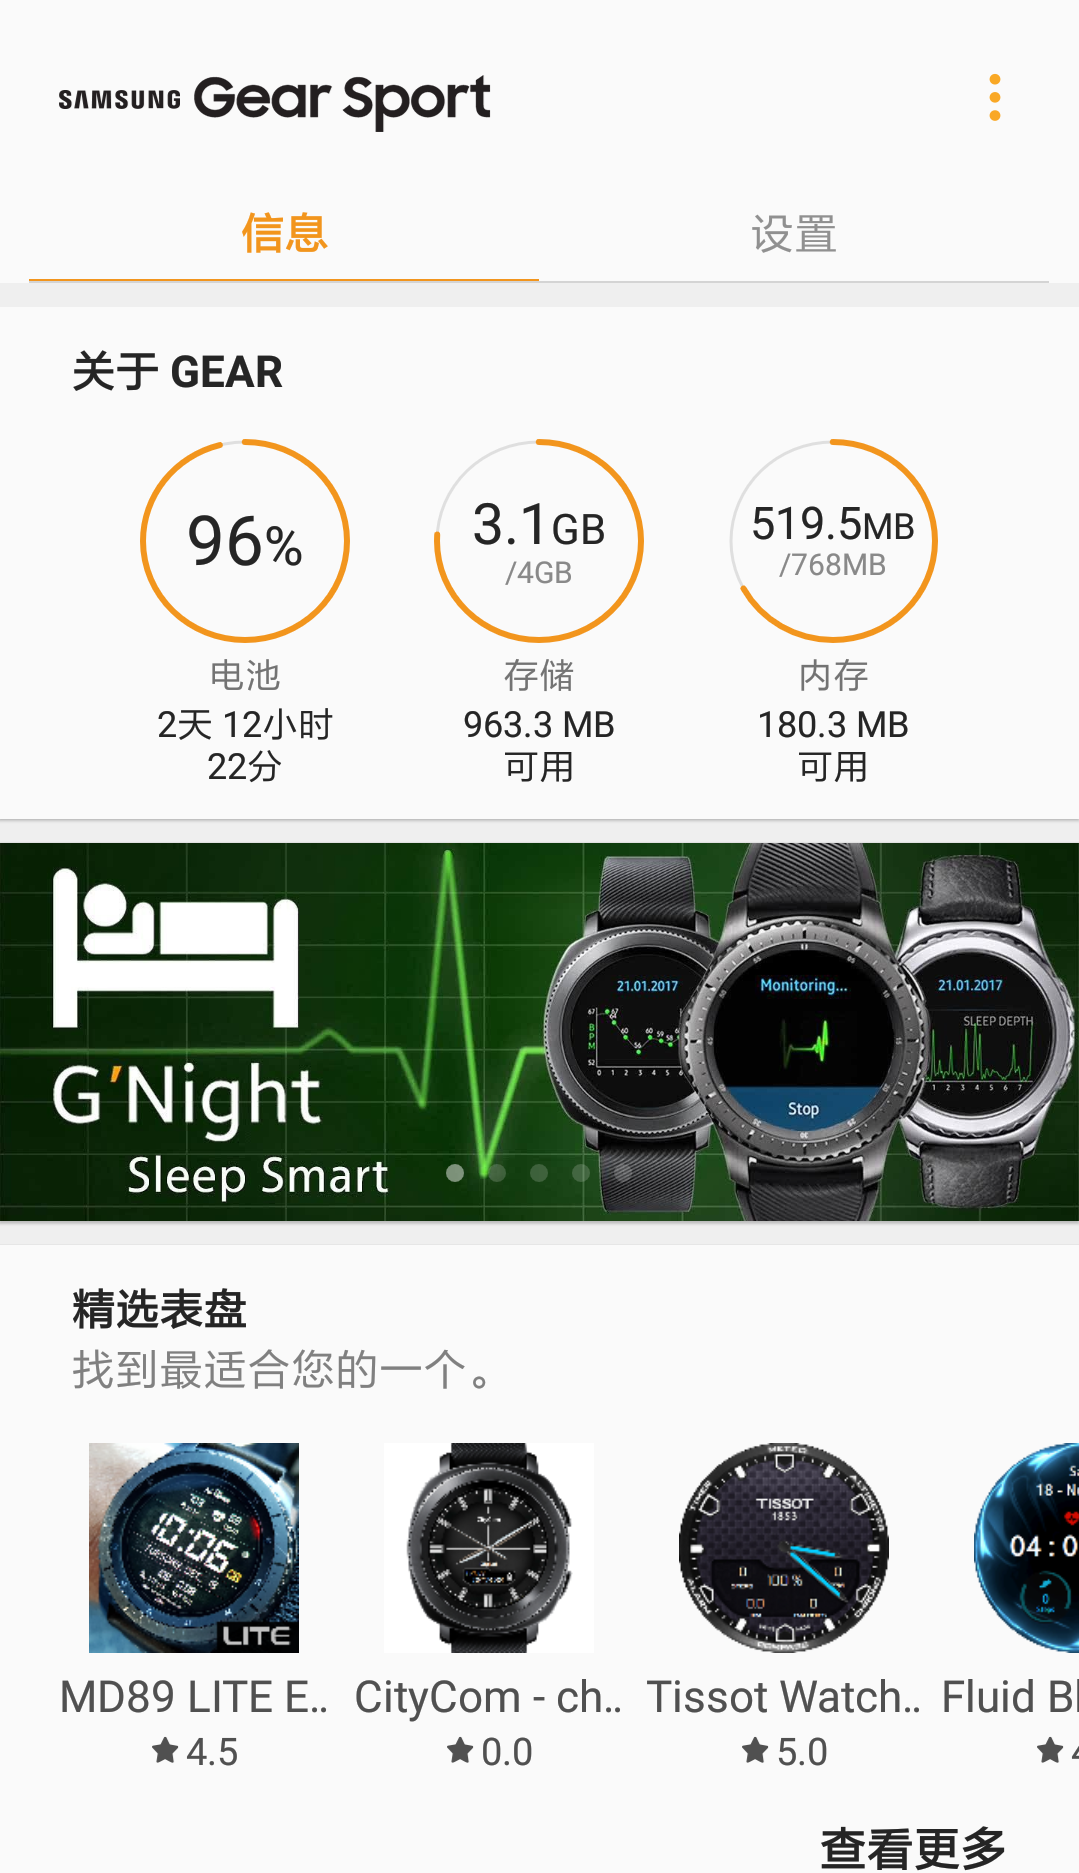 SAMSUNG Gear Sport
信息
设置
关于 GEAR
96%
3.1GB
/4GB
519.5MB
/768MB
电池
存储
内存
2天 12小时
22分
963.3 MB
可用
180.3 MB
可用
G'Night
Sleep Smart
21.01.2017
BPM
Monitoring...
Stop
21.01.2017
SLEEP DEPTH
精选表盘
找到最适合您的一个。
10:06
LITE
TISSOT
1853
100 %
18 - N
04 : 0
MD89 LITE E..
CityCom - ch..
Tissot Watch..
Fluid Bl
4.5
0.0
5.0
查看更多